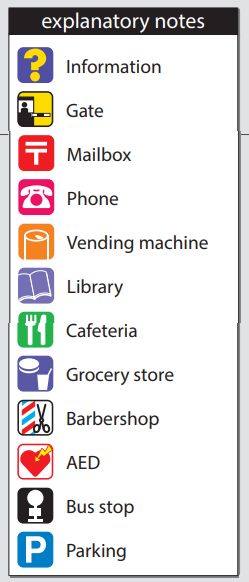 explanatory notes
? Information
Gate
〒 Mailbox
Phone
Vending machine
Library
Cafeteria
Grocery store
Barbershop
AED
Bus stop
P Parking